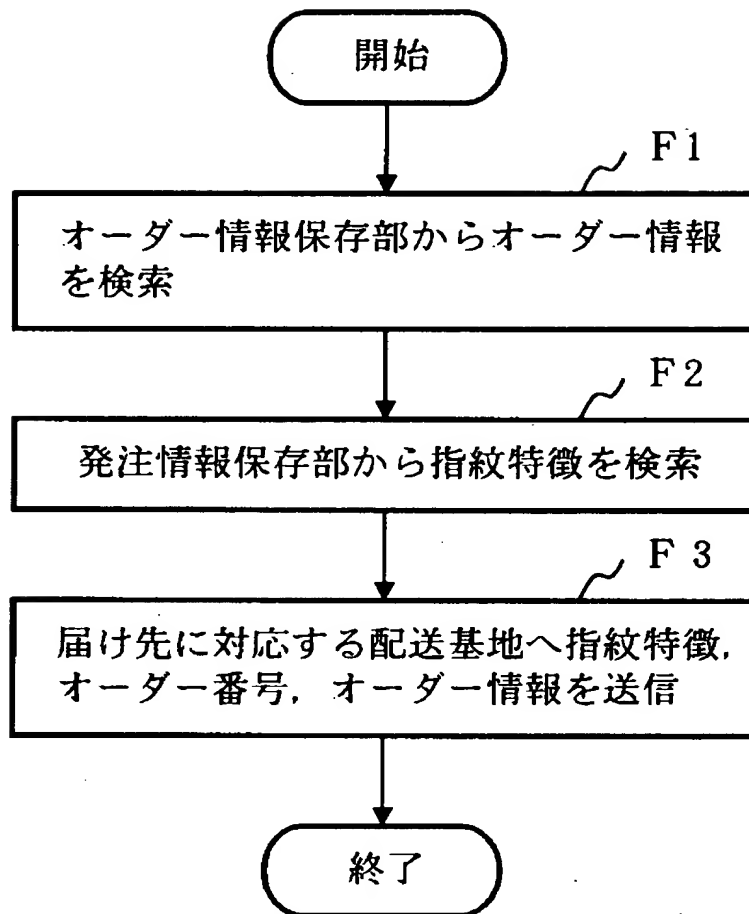 開始
F1
オーダー情報保存部からオーダー情報
を検索
F2
発注情報保存部から指紋特徴を検索
F 3
届け先に対応する配送基地へ指紋特徴,
オーダー番号, オーダー情報を送信
終了